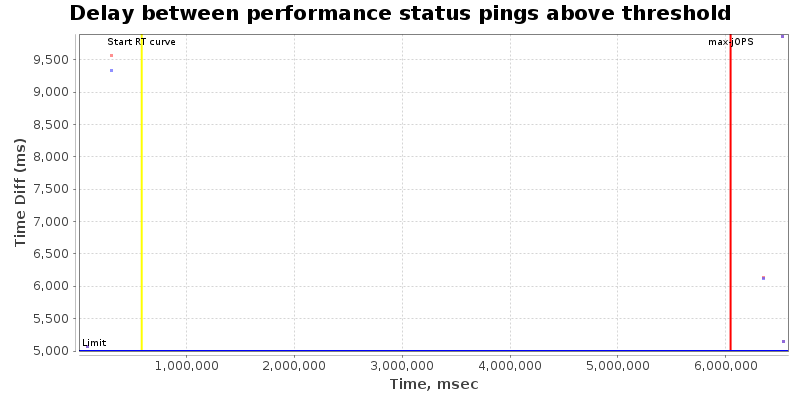 Delay between performance status pings above threshold
Start RT curve
max-jOPS
9,500
9,000
8,500
8,000
7,500
7,000
6,500
6,000
5,500
5,000
Time Diff (ms)
Limit
1,000,000
2,000,000
3,000,000
4,000,000
5,000,000
6,000,000
Time, msec